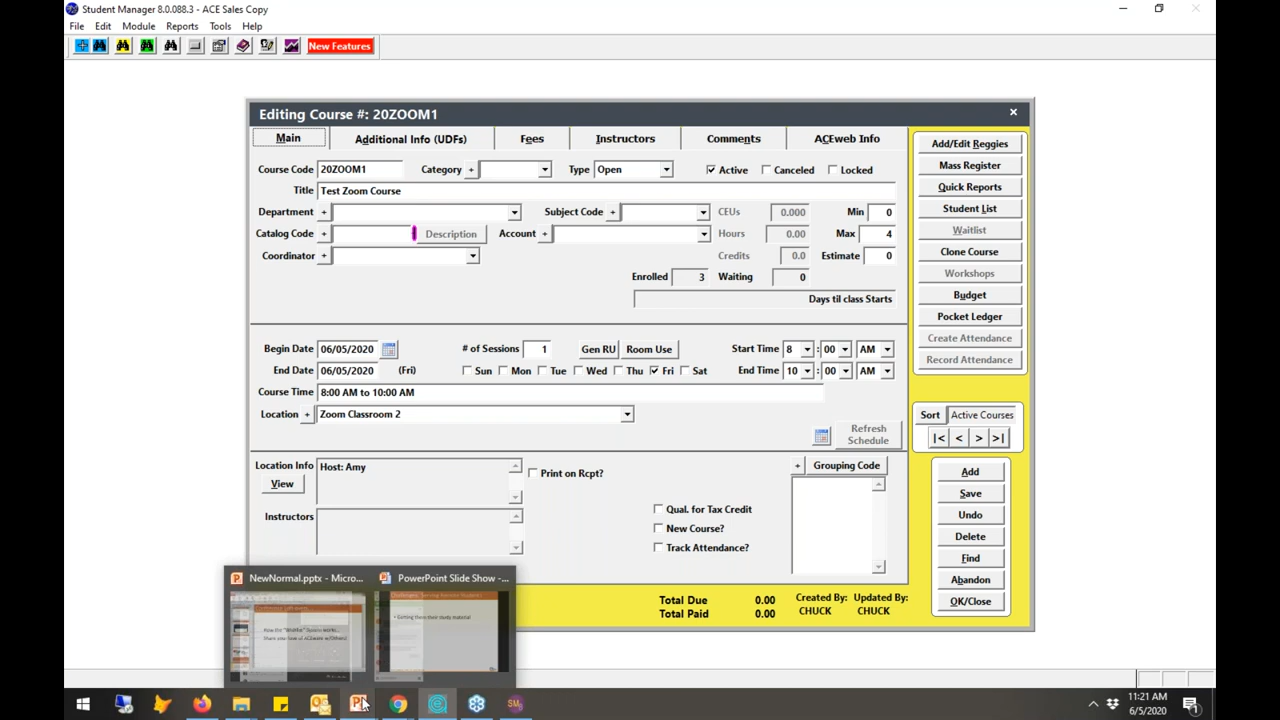 Student Manager 8.0.088.3 - ACE Sales Copy
File Edit Module Reports Tools Help
New Features
Editing Course #: 20ZOOM1
Main Additional Info (UDFs) Fees Instructors Comments ACEweb Info
Course Code 20ZOOM1 Category + Type Open Active Canceled Locked
Title Test Zoom Course
Department + Subject Code + CEUs 0.000 Min 0
Catalog Code + Description Account + Hours 0.00 Max 4
Coordinator + Credits 0.0 Estimate 0
Enrolled 3 Waiting 0
Days til class Starts
Begin Date 06/05/2020 # of Sessions 1 Gen RU Room Use Start Time 8 : 00 AM
End Date 06/05/2020 (Fri) Sun Mon Tue Wed Thu Fri Sat End Time 10 : 00 AM
Course Time 8:00 AM to 10:00 AM
Location + Zoom Classroom 2
Refresh
Schedule
Location Info Host: Amy Print on Rcpt? + Grouping Code
View
Instructors
Qual. for Tax Credit
New Course?
Track Attendance?
Total Due 0.00 Created By: Updated By:
Total Paid 0.00 CHUCK CHUCK
Add/Edit Reggies
Mass Register
Quick Reports
Student List
Waitlist
Clone Course
Workshops
Budget
Pocket Ledger
Create Attendance
Record Attendance
Sort Active Courses
|< < > >|
Add
Save
Undo
Delete
Find
Abandon
OK/Close
NewNormal.pptx - Micro... PowerPoint Slide Show -...
Getting them their study material
11:21 AM
6/5/2020